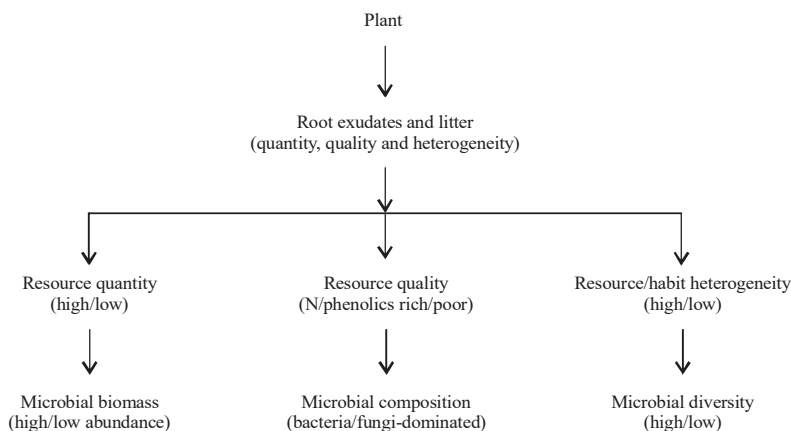 Plant
Root exudates and litter
(quantity, quality and heterogeneity)
Resource quantity
(high/low)
Resource quality
(N/phenolics rich/poor)
Resource/habit heterogeneity
(high/low)
Microbial biomass
(high/low abundance)
Microbial composition
(bacteria/fungi-dominated)
Microbial diversity
(high/low)